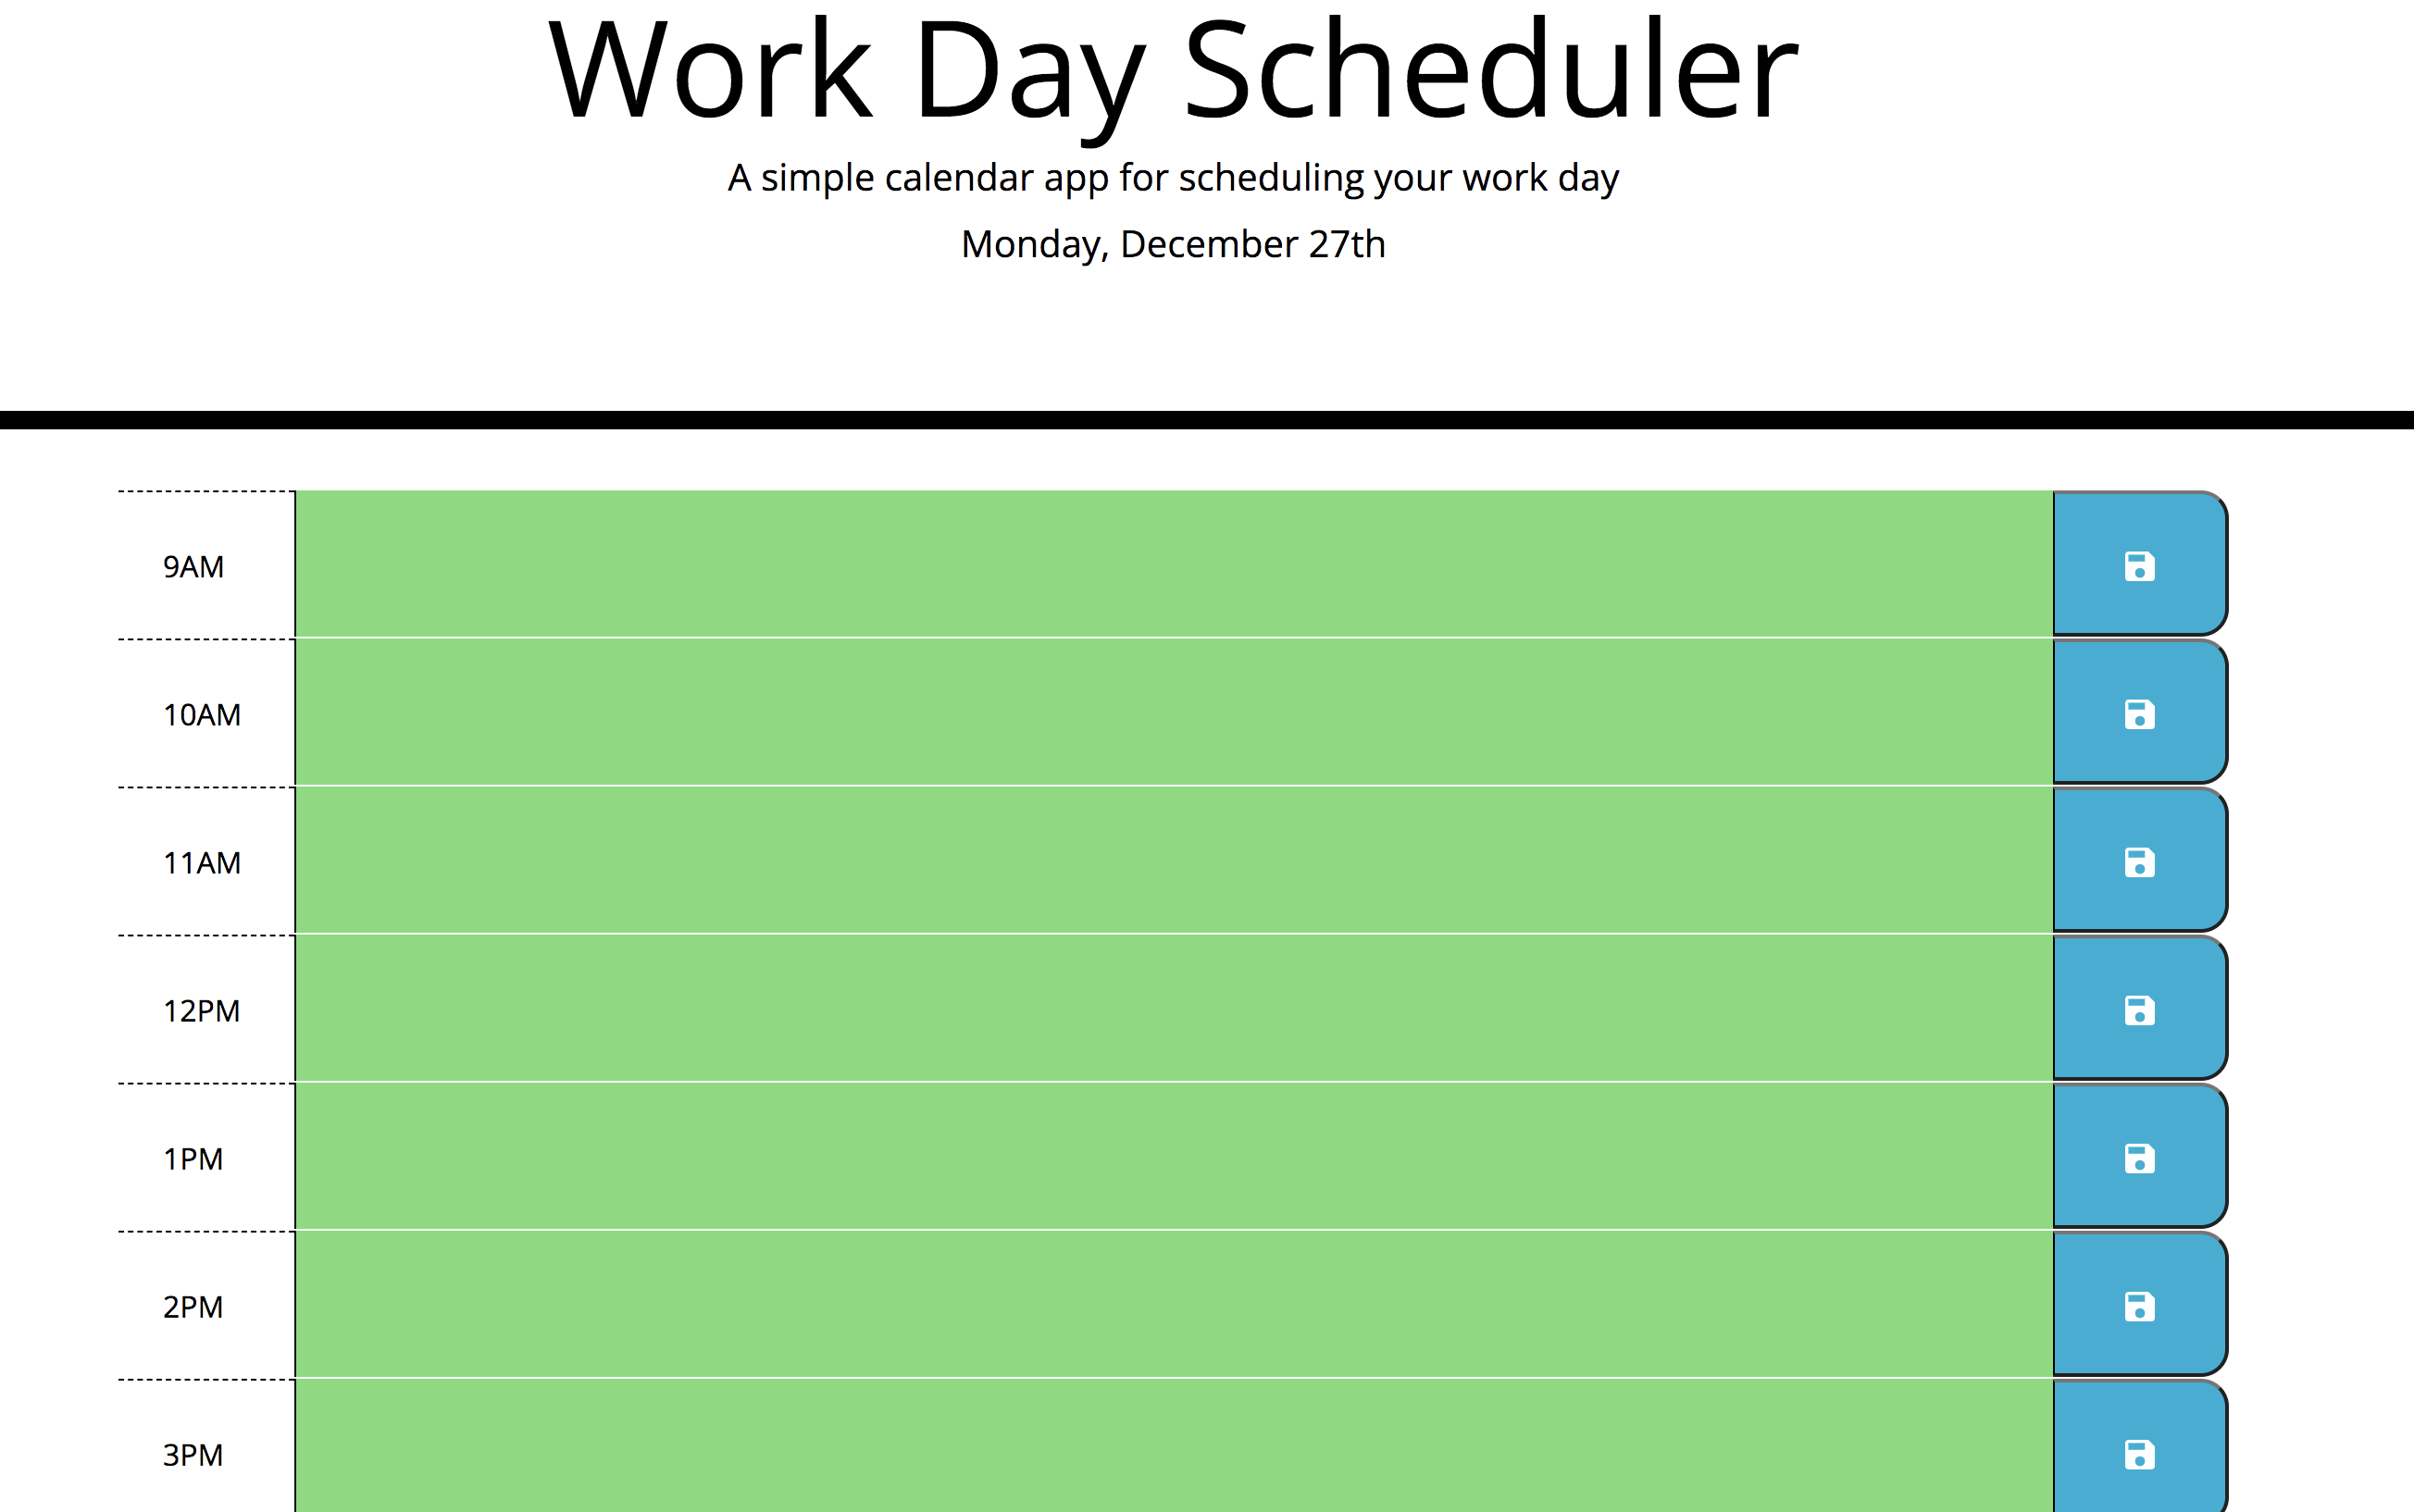 Work Day Scheduler
A simple calendar app for scheduling your work day
Monday, December 27th
9AM
10AM
11AM
12PM
1PM
2PM
3PM